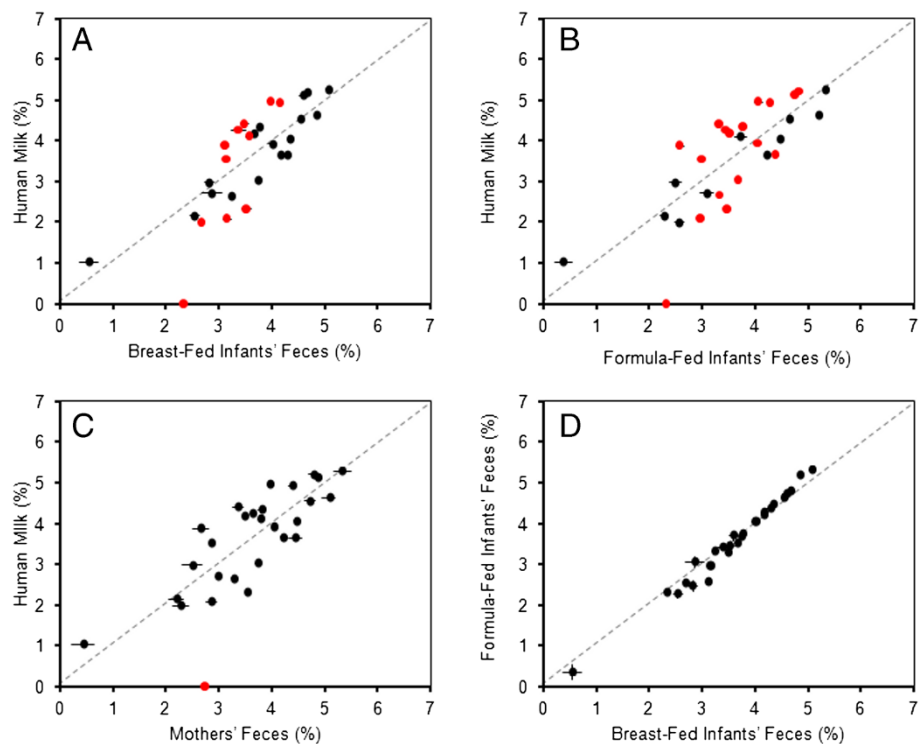 A
7
6
5
4
3
2
1
0
Human Milk (%)
0 1 2 3 4 5 6 7
Breast-Fed Infants' Feces (%)
B
7
6
5
4
3
2
1
0
Human Milk (%)
0 1 2 3 4 5 6 7
Formula-Fed Infants' Feces (%)
C
7
6
5
4
3
2
1
0
Human Milk (%)
0 1 2 3 4 5 6 7
Mothers' Feces (%)
D
7
6
5
4
3
2
1
0
Formula-Fed Infants' Feces (%)
0 1 2 3 4 5 6 7
Breast-Fed Infants' Feces (%)